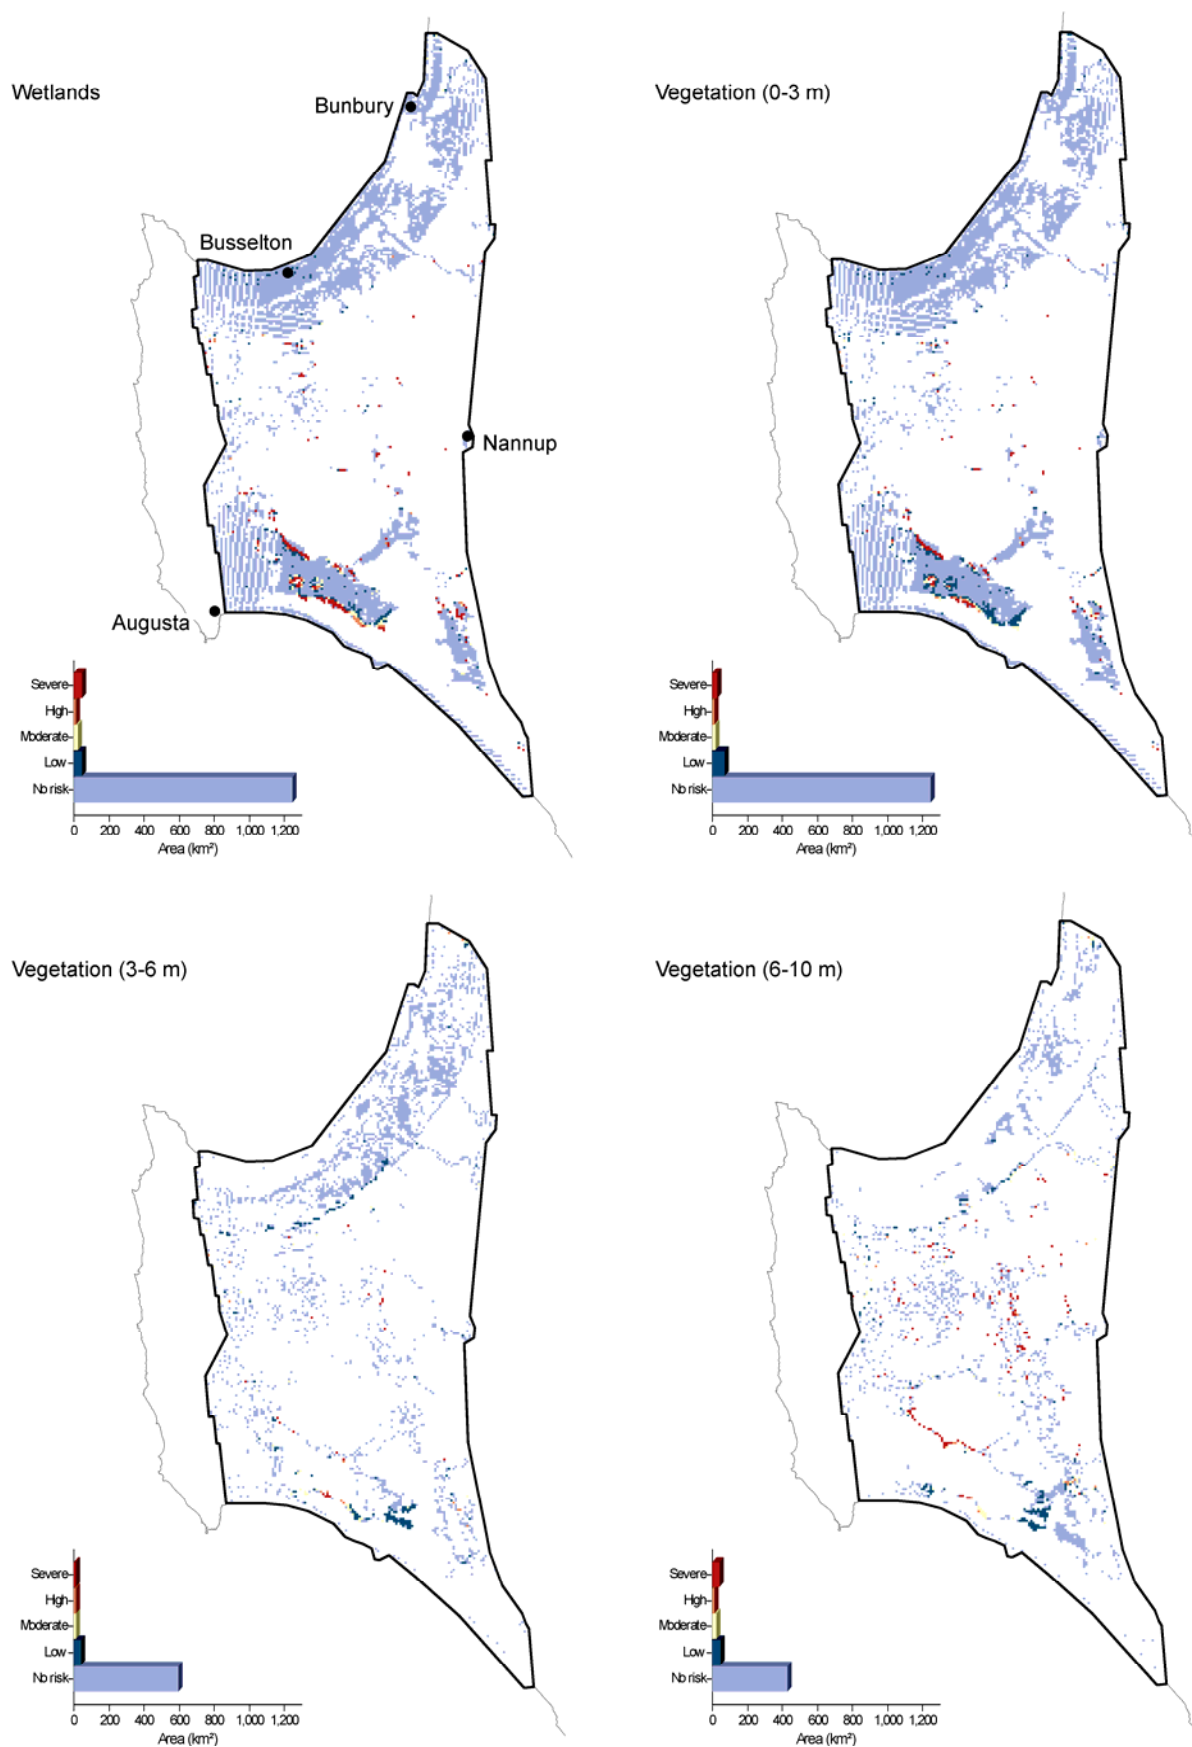 Wetlands
Bunbury
Busselton
Nannup
Augusta
Severe
High
Moderate
Low
No risk
0 200 400 600 800 1,000 1,200
Area (km²)
Vegetation (0-3 m)
Severe
High
Moderate
Low
No risk
0 200 400 600 800 1,000 1,200
Area (km²)
Vegetation (3-6 m)
Severe
High
Moderate
Low
No risk
0 200 400 600 800 1,000 1,200
Area (km²)
Vegetation (6-10 m)
Severe
High
Moderate
Low
No risk
0 200 400 600 800 1,000 1,200
Area (km²)